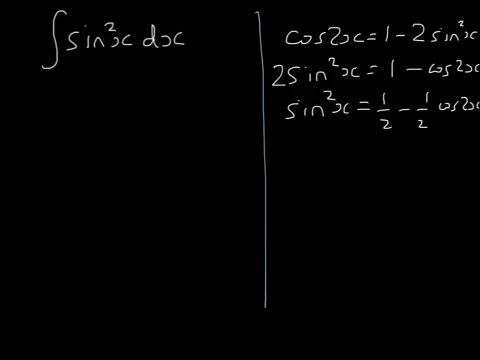 ∫sin²x dx
cos2x = 1 - 2sin²x
2sin²x = 1 - cos2x
sin²x = 1/2 - 1/2 cos2x